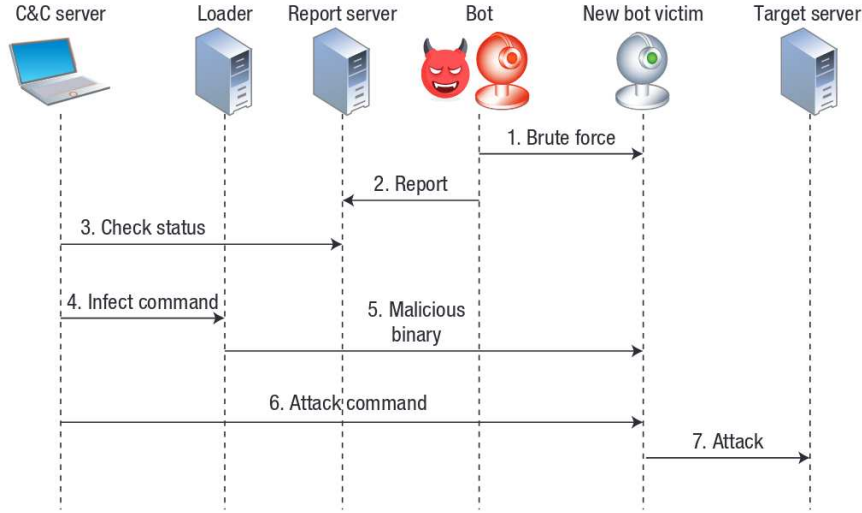 C&C server
Loader
Report server
Bot
New bot victim
Target server
1. Brute force
2. Report
3. Check status
4. Infect command
5. Malicious
binary
6. Attack command
7. Attack